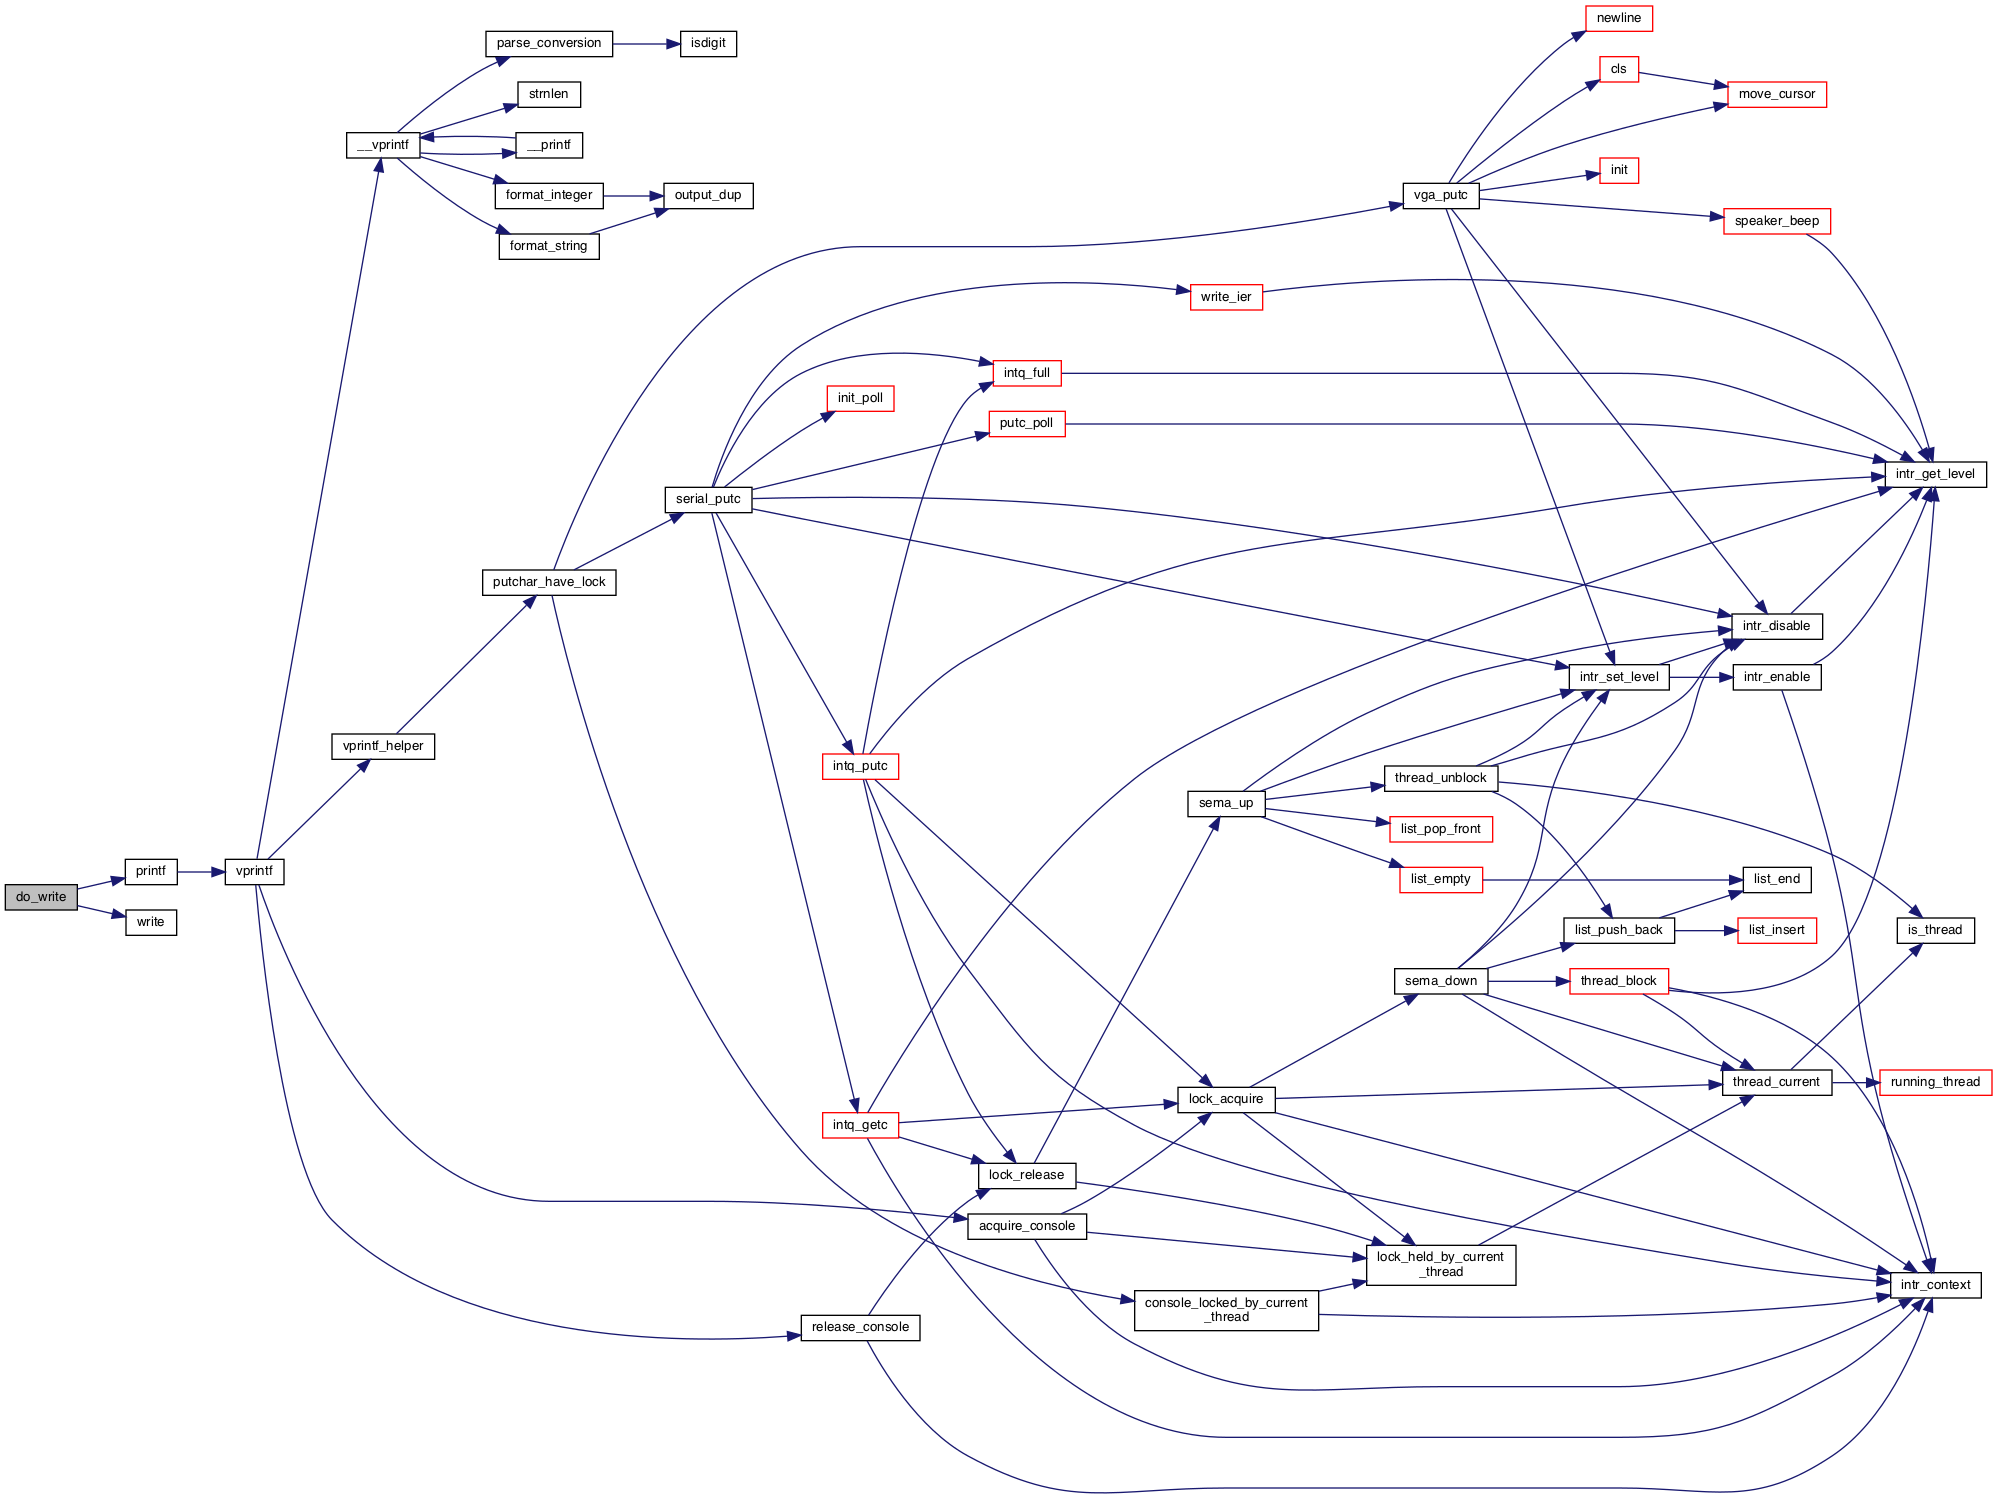 newline
parse_conversion
isdigit
cls
strnlen
move_cursor
__vprintf
__printf
init
format_integer
output_dup
vga_putc
speaker_beep
format_string
write_ier
intq_full
init_poll
putc_poll
intr_get_level
serial_putc
putchar_have_lock
intr_disable
intr_set_level
intr_enable
vprintf_helper
intq_putc
thread_unblock
sema_up
list_pop_front
printf
vprintf
list_empty
list_end
do_write
write
list_push_back
list_insert
is_thread
sema_down
thread_block
thread_current
running_thread
lock_acquire
intq_getc
lock_release
acquire_console
lock_held_by_current
_thread
intr_context
console_locked_by_current
_thread
release_console